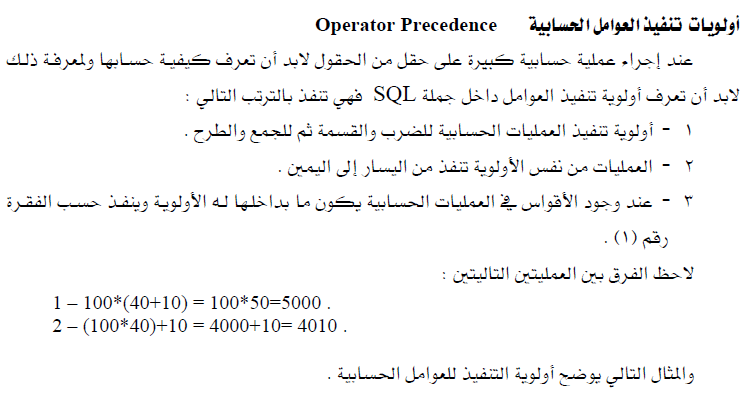 أولويات تنفيذ العوامل الحسابية Operator Precedence
عند إجراء عملية حسابية كبيرة على حقل من الحقول لابد أن تعرف كيفية حسابها ولمعرفة ذلك
لابد أن تعرف أولوية تنفيذ العوامل داخل جملة SQL فهي تنفذ بالترتب التالي :
١ - أولوية تنفيذ العمليات الحسابية للضرب والقسمة ثم للجمع والطرح .
٢ - العمليات من نفس الأولوية تنفذ من اليسار إلى اليمين .
٣ - عند وجود الأقواس في العمليات الحسابية يكون ما بداخلها له الأولوية وينفذ حسب الفقرة
رقم (١) .
لاحظ الفرق بين العمليتين التاليتين :
1 – 100*(40+10) = 100*50=5000 .
2 – (100*40)+10 = 4000+10= 4010 .
والمثال التالي يوضح أولوية التنفيذ للعوامل الحسابية .